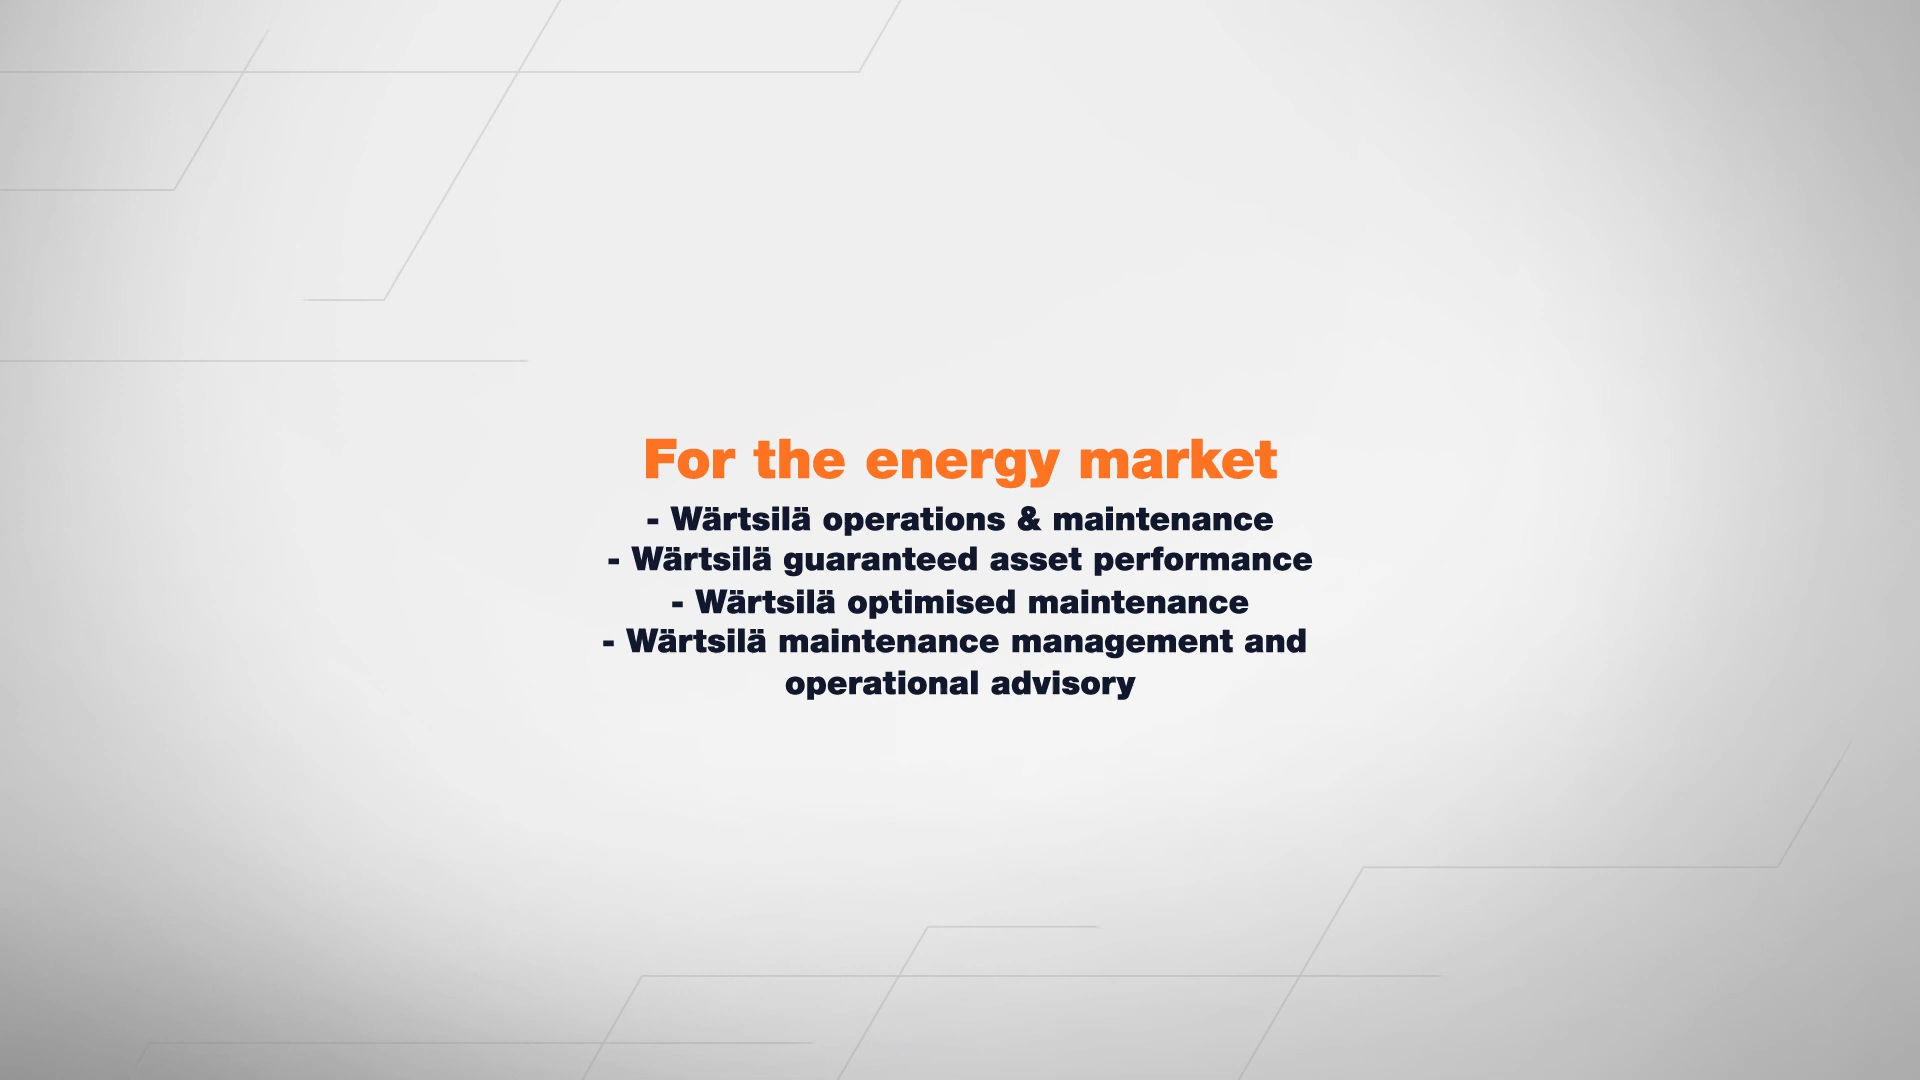 For the energy market
- Wärtsilä operations & maintenance
- Wärtsilä guaranteed asset performance
- Wärtsilä optimised maintenance
- Wärtsilä maintenance management and
operational advisory